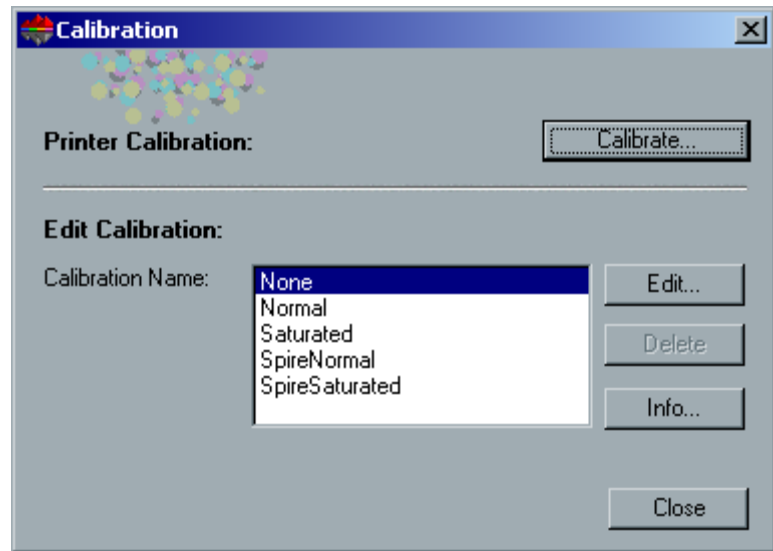 Calibration
Printer Calibration:
Calibrate...
Edit Calibration:
Calibration Name:
None
Normal
Saturated
SpireNormal
SpireSaturated
Edit...
Delete
Info...
Close